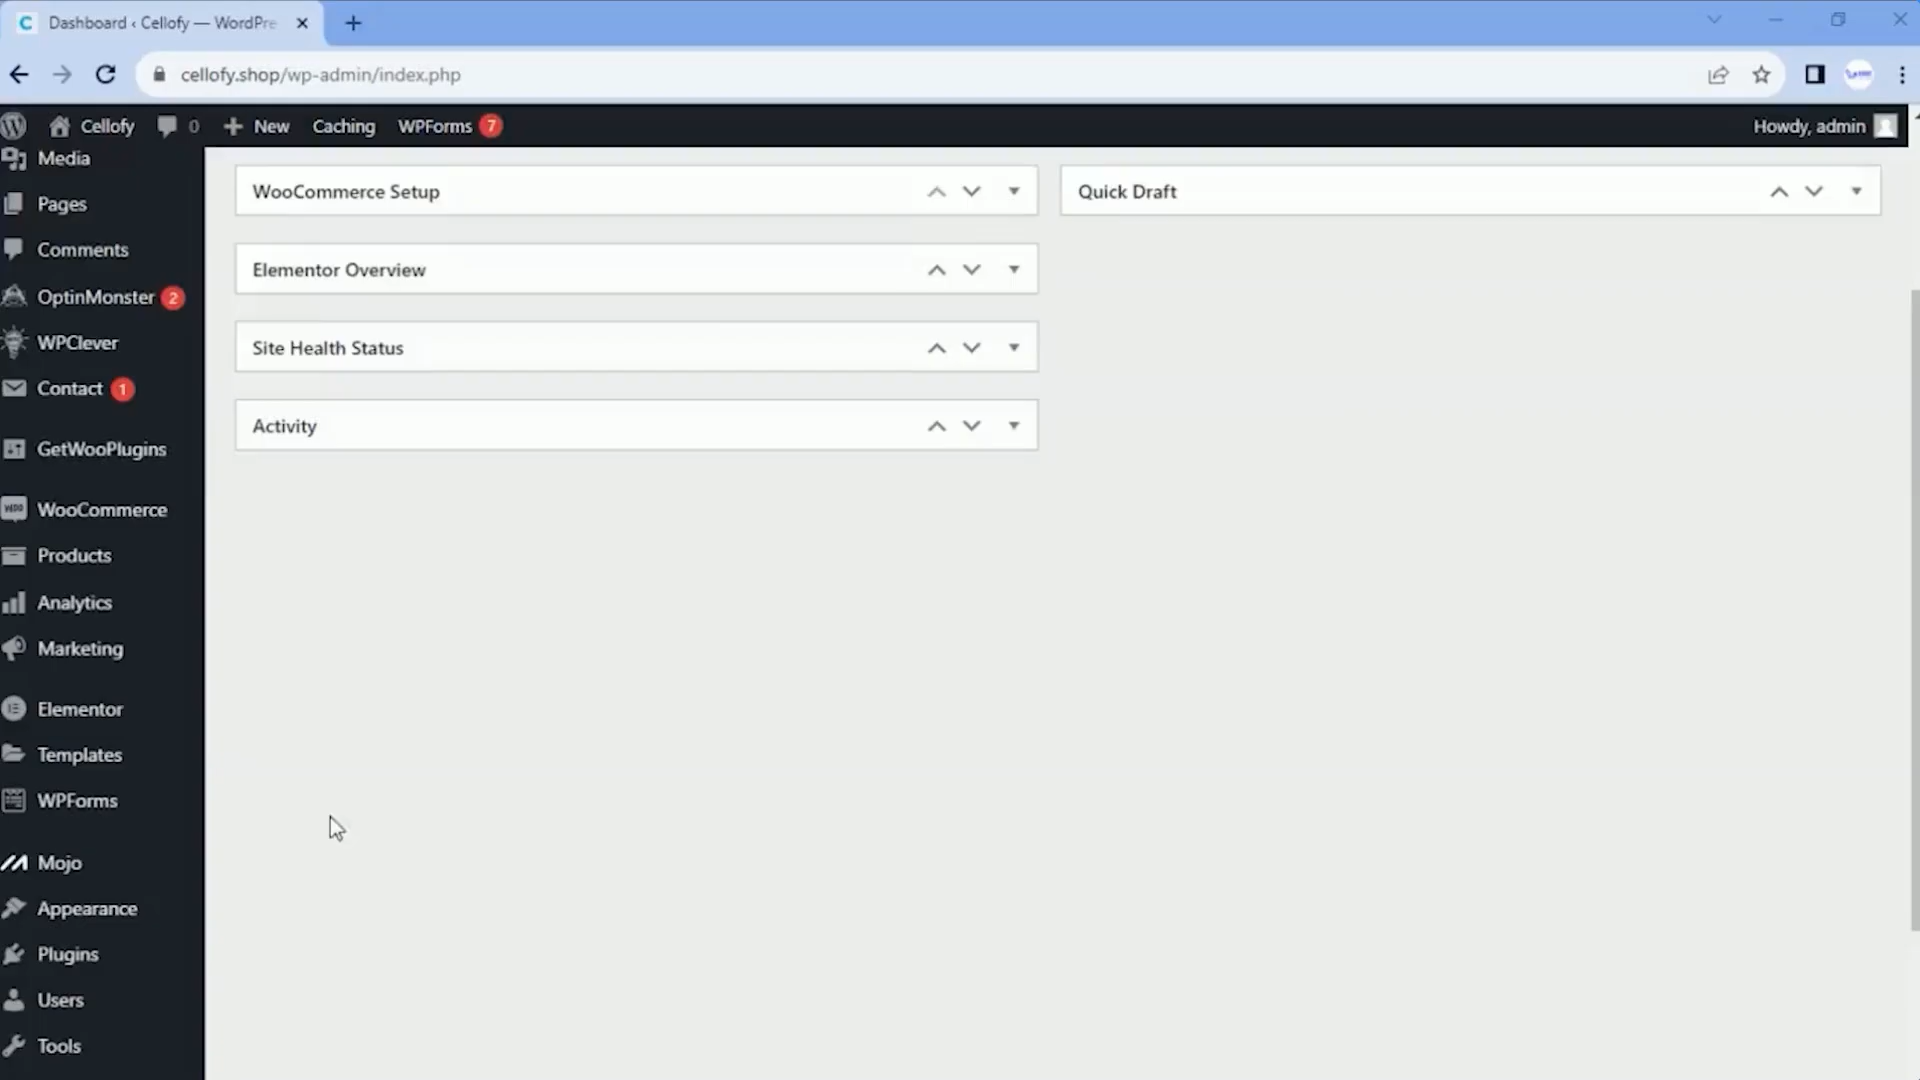 Dashboard ‹ Cellofy — WordPre
cellofy.shop/wp-admin/index.php
Cellofy 0 New Caching WPForms 7 Howdy, admin
Media
Pages
Comments
OptinMonster 2
WPClever
Contact 1
GetWooPlugins
WooCommerce
Products
Analytics
Marketing
Elementor
Templates
WPForms
Mojo
Appearance
Plugins
Users
Tools
WooCommerce Setup
Elementor Overview
Site Health Status
Activity
Quick Draft